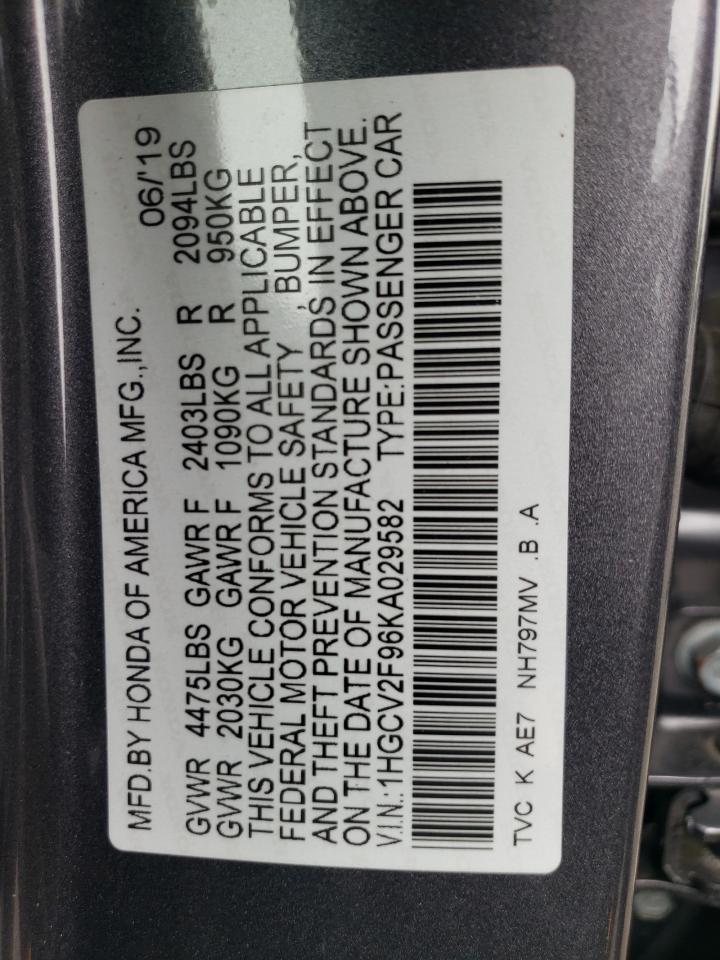 MFD.BY HONDA OF AMERICA MFG.,INC. 06/'19
GVWR 4475LBS GAWR F 2403LBS R 2094LBS
GVWR 2030KG GAWR F 1090KG R 950KG
THIS VEHICLE CONFORMS TO ALL APPLICABLE
FEDERAL MOTOR VEHICLE SAFETY , BUMPER,
AND THEFT PREVENTION STANDARDS IN EFFECT
ON THE DATE OF MANUFACTURE SHOWN ABOVE.
V.I.N.:1HGCV2F96KA029582 TYPE:PASSENGER CAR
TVC K AE7 NH797MV .B .A